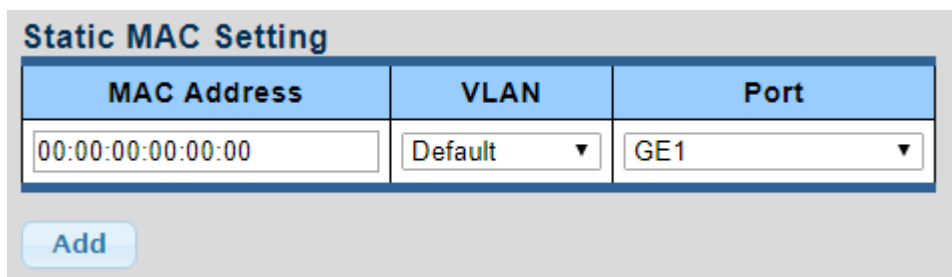 Static MAC Setting
MAC Address VLAN Port
00:00:00:00:00:00 Default GE1
Add